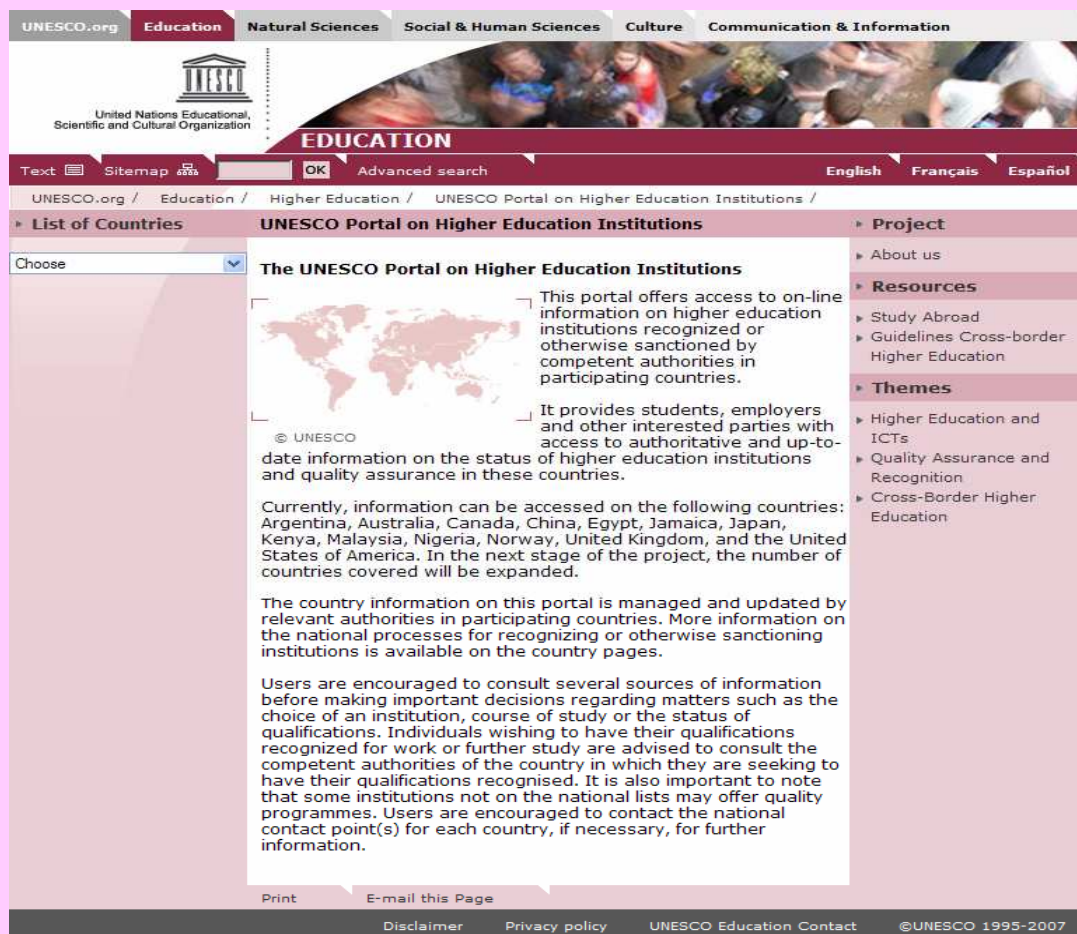 UNESCO.org Education Natural Sciences Social & Human Sciences Culture Communication & Information
UNESCO
United Nations Educational,
Scientific and Cultural Organization
EDUCATION
Text Sitemap OK Advanced search English Français Español
UNESCO.org / Education / Higher Education / UNESCO Portal on Higher Education Institutions /
List of Countries
Choose
UNESCO Portal on Higher Education Institutions
The UNESCO Portal on Higher Education Institutions
This portal offers access to on-line
information on higher education
institutions recognized or
otherwise sanctioned by
competent authorities in
participating countries.
It provides students, employers
and other interested parties with
© UNESCO
access to authoritative and up-to-
date information on the status of higher education institutions
and quality assurance in these countries.
Currently, information can be accessed on the following countries:
Argentina, Australia, Canada, China, Egypt, Jamaica, Japan,
Kenya, Malaysia, Nigeria, Norway, United Kingdom, and the United
States of America. In the next stage of the project, the number of
countries covered will be expanded.
The country information on this portal is managed and updated by
relevant authorities in participating countries. More information on
the national processes for recognizing or otherwise sanctioning
institutions is available on the country pages.
Users are encouraged to consult several sources of information
before making important decisions regarding matters such as the
choice of an institution, course of study or the status of
qualifications. Individuals wishing to have their qualifications
recognized for work or further study are advised to consult the
competent authorities of the country in which they are seeking to
have their qualifications recognised. It is also important to note
that some institutions not on the national lists may offer quality
programmes. Users are encouraged to contact the national
contact point(s) for each country, if necessary, for further
information.
Project
About us
Resources
Study Abroad
Guidelines Cross-border
Higher Education
Themes
Higher Education and
ICTs
Quality Assurance and
Recognition
Cross-Border Higher
Education
Print E-mail this Page
Disclaimer Privacy policy UNESCO Education Contact ©UNESCO 1995-2007